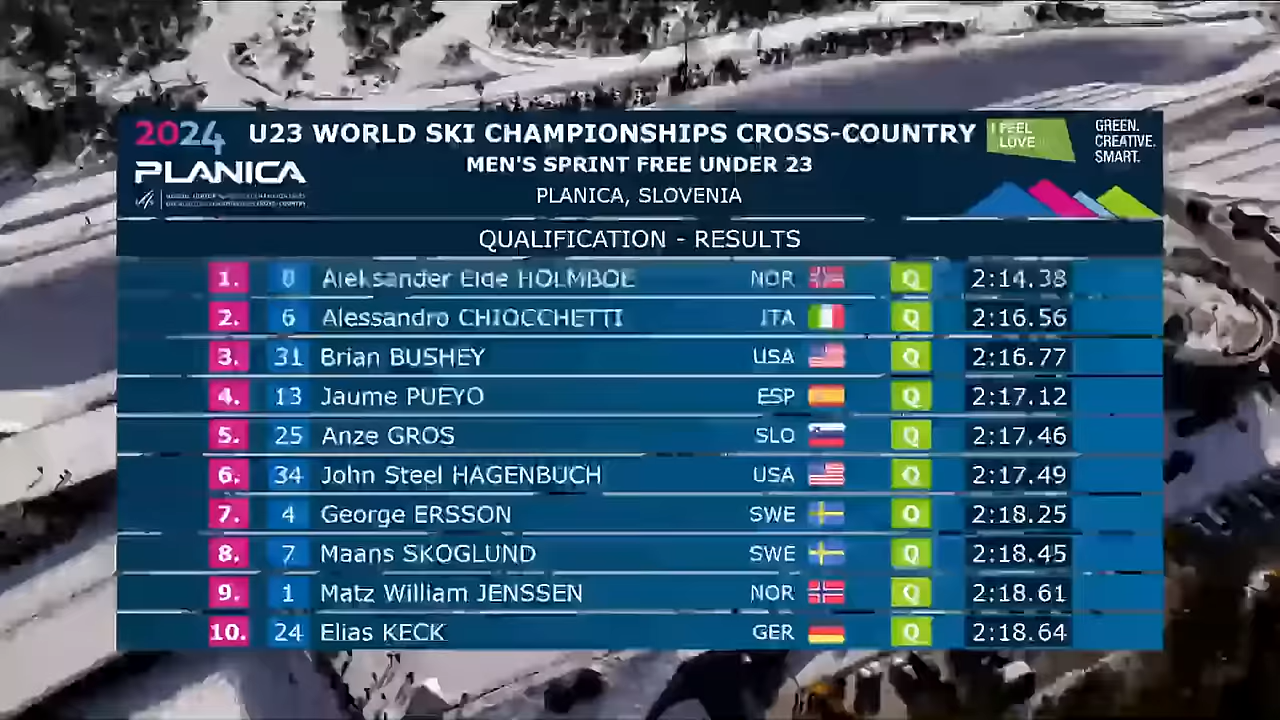 2024 U23 WORLD SKI CHAMPIONSHIPS CROSS-COUNTRY
PLANICA
MEN'S SPRINT FREE UNDER 23
PLANICA, SLOVENIA
I FEEL
LOVE
GREEN.
CREATIVE.
SMART.
QUALIFICATION - RESULTS
1. Aleksander Elde HOLMBOE NOR Q 2:14.38
2. 6 Alessandro CHIOCCHETTI ITA Q 2:16.56
3. 31 Brian BUSHEY USA Q 2:16.77
4. 13 Jaume PUEYO ESP Q 2:17.12
5. 25 Anze GROS SLO Q 2:17.46
6. 34 John Steel HAGENBUCH USA Q 2:17.49
7. 4 George ERSSON SWE Q 2:18.25
8. 7 Maans SKOGLUND SWE Q 2:18.45
9. 1 Matz William JENSSEN NOR Q 2:18.61
10. 24 Elias KECK GER Q 2:18.64